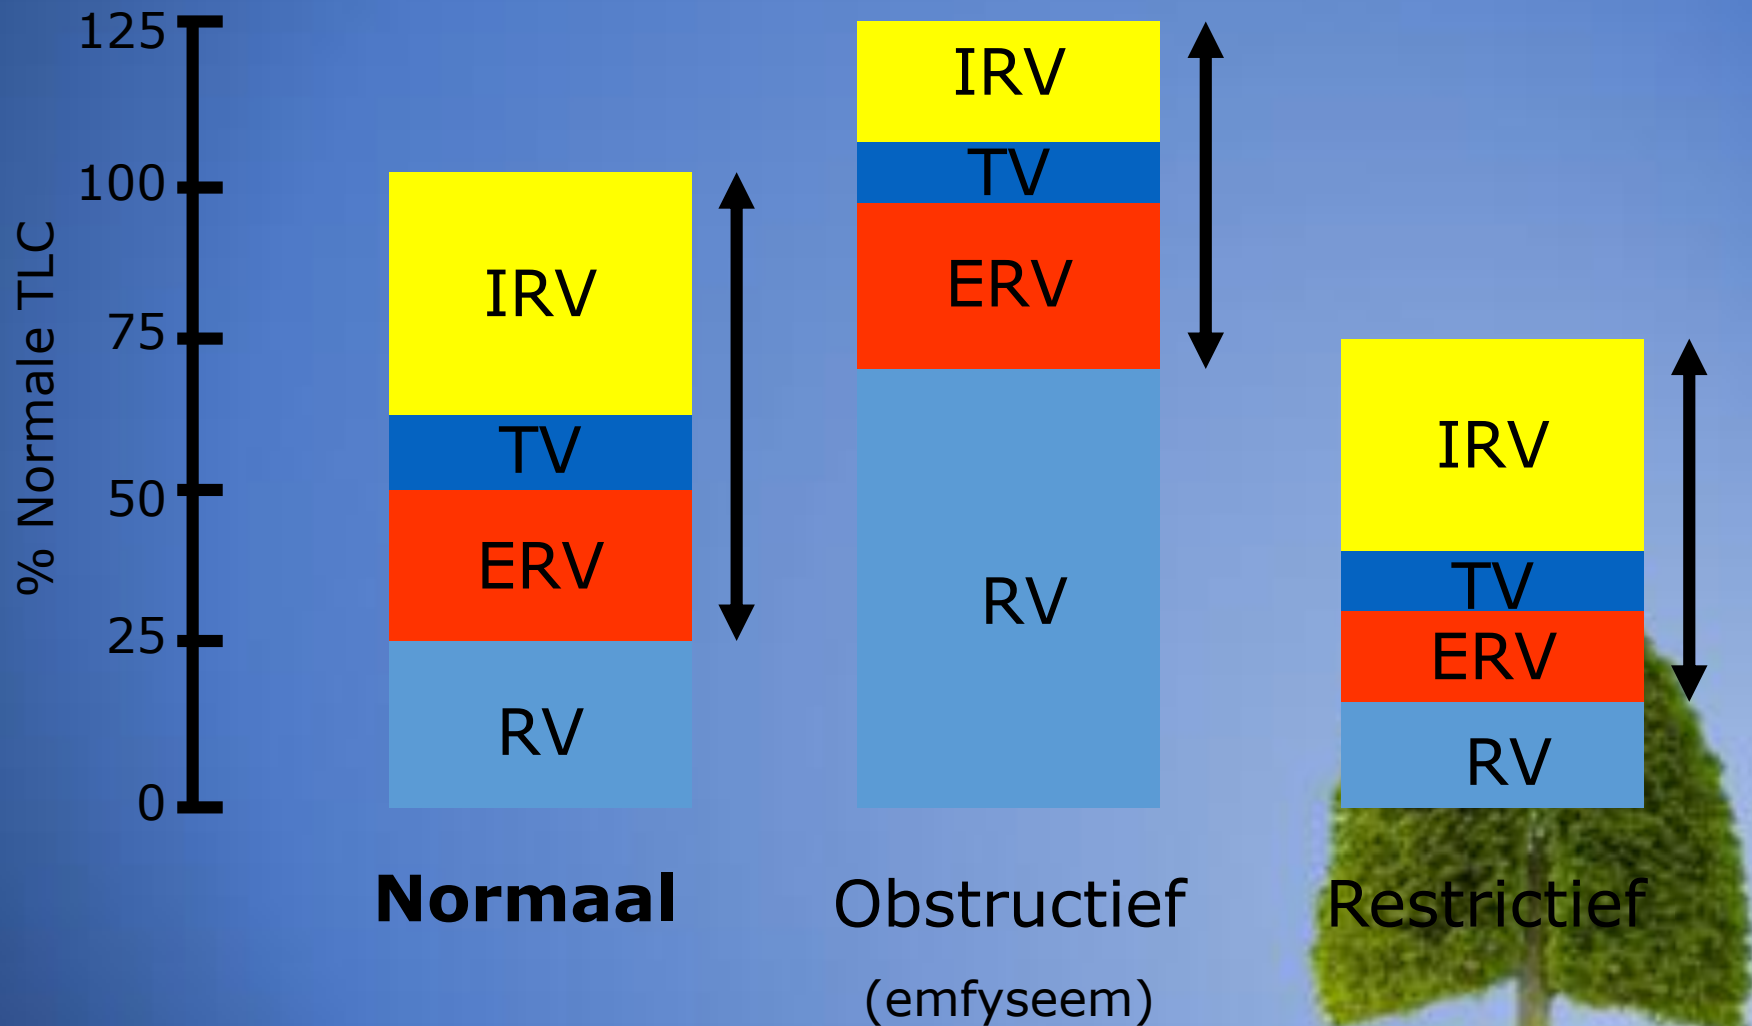 % Normale TLC
125
100
75
50
25
0
IRV
TV
ERV
RV
Normaal
IRV
TV
ERV
RV
Obstructief
(emfyseem)
IRV
TV
ERV
RV
Restrictief